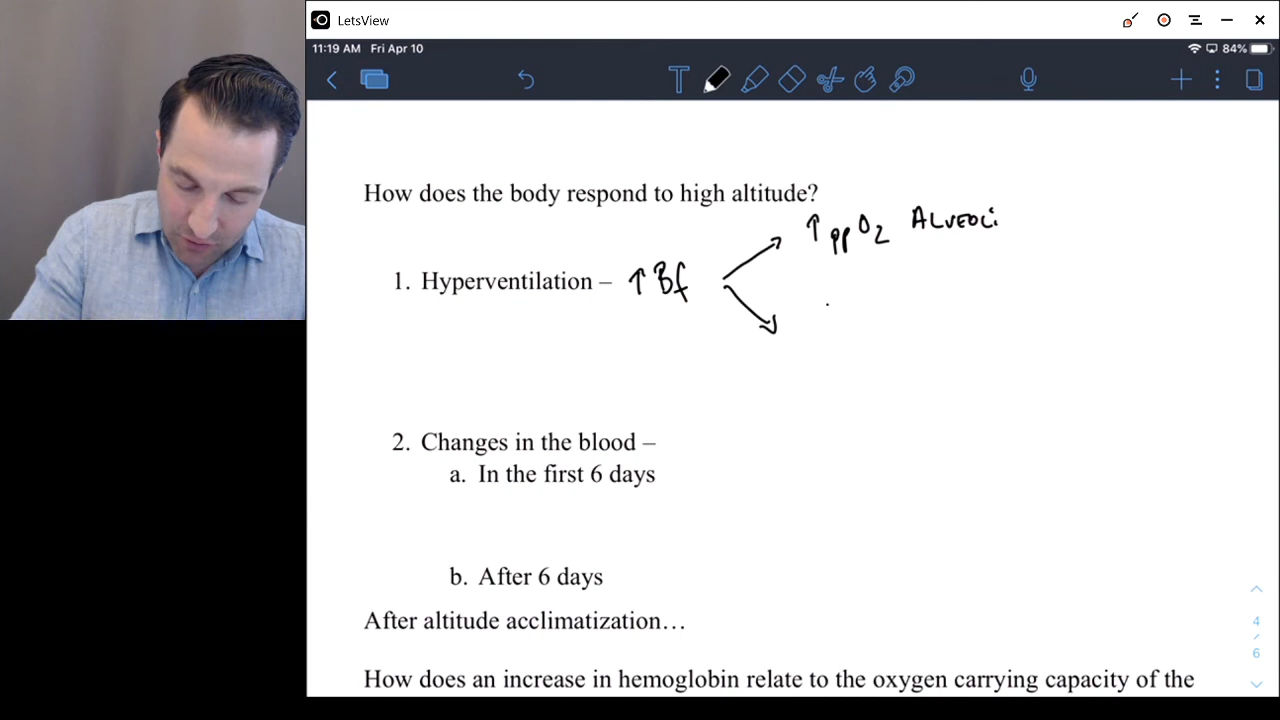 LetsView
11:19 AM Fri Apr 10
84%
T
How does the body respond to high altitude?
↑ppO2 ALVEOLi
1. Hyperventilation – ↑Bf
2. Changes in the blood –
a. In the first 6 days
b. After 6 days
After altitude acclimatization…
4
6
How does an increase in hemoglobin relate to the oxygen carrying capacity of the